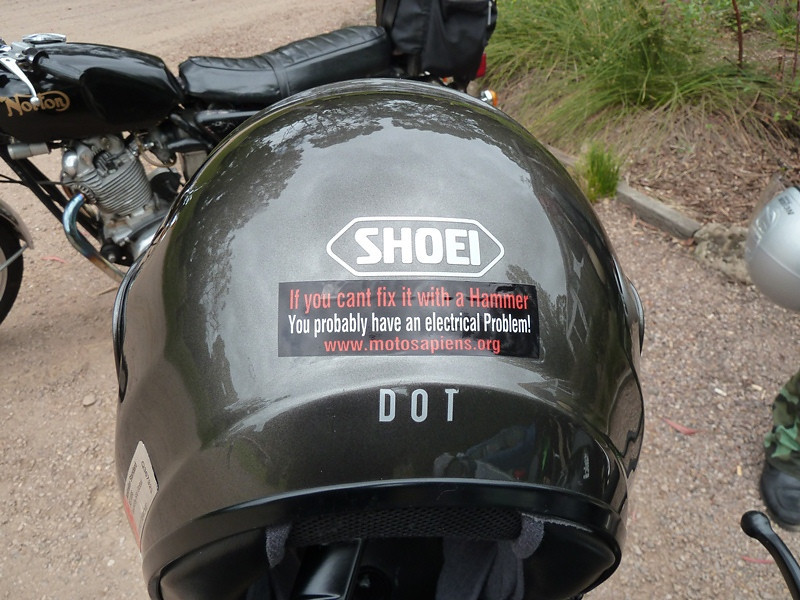 Norton
SHOEI
If you cant fix it with a Hammer
You probably have an electrical Problem!
www.motosapiens.org
DOT